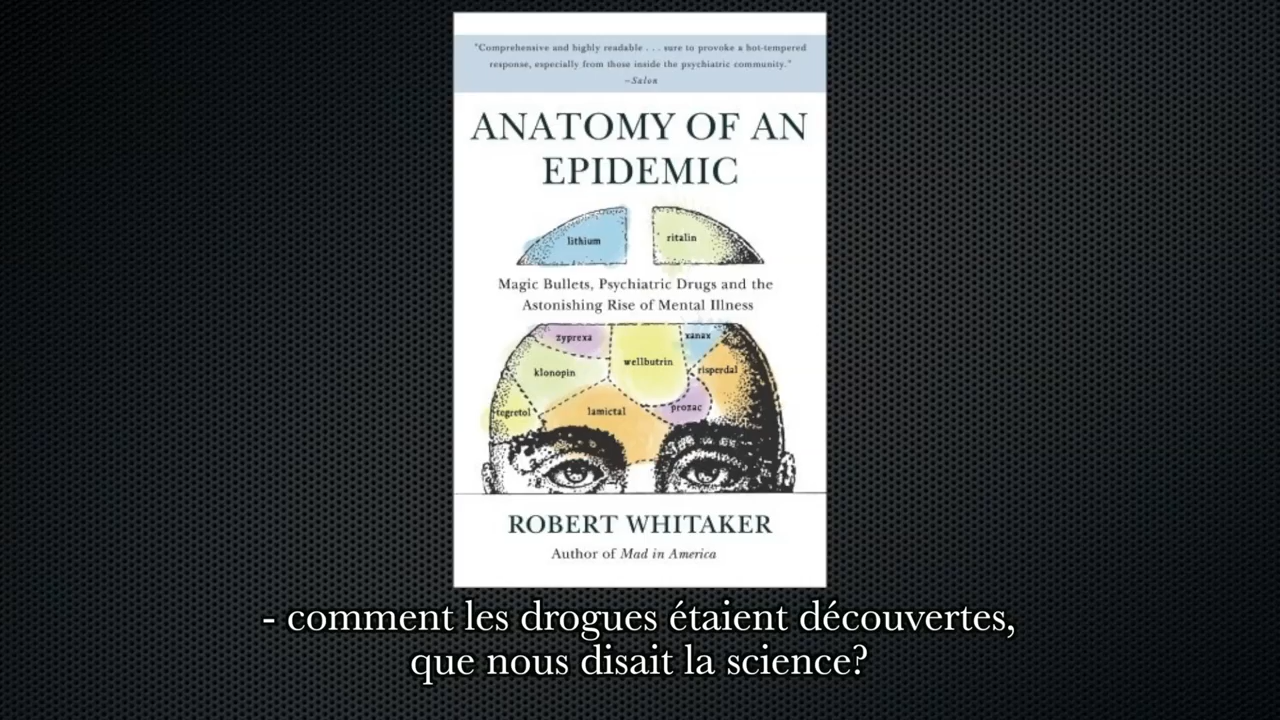 "Comprehensive and highly readable . . . sure to provoke a hot-tempered
response, especially from those inside the psychiatric community."
–Salon
ANATOMY OF AN
EPIDEMIC
lithium
ritalin
Magic Bullets, Psychiatric Drugs and the
Astonishing Rise of Mental Illness
zyprexa
xanax
wellbutrin
klonopin
risperdal
tegretol
lamictal
prozac
ROBERT WHITAKER
Author of Mad in America
- comment les drogues étaient découvertes,
que nous disait la science?